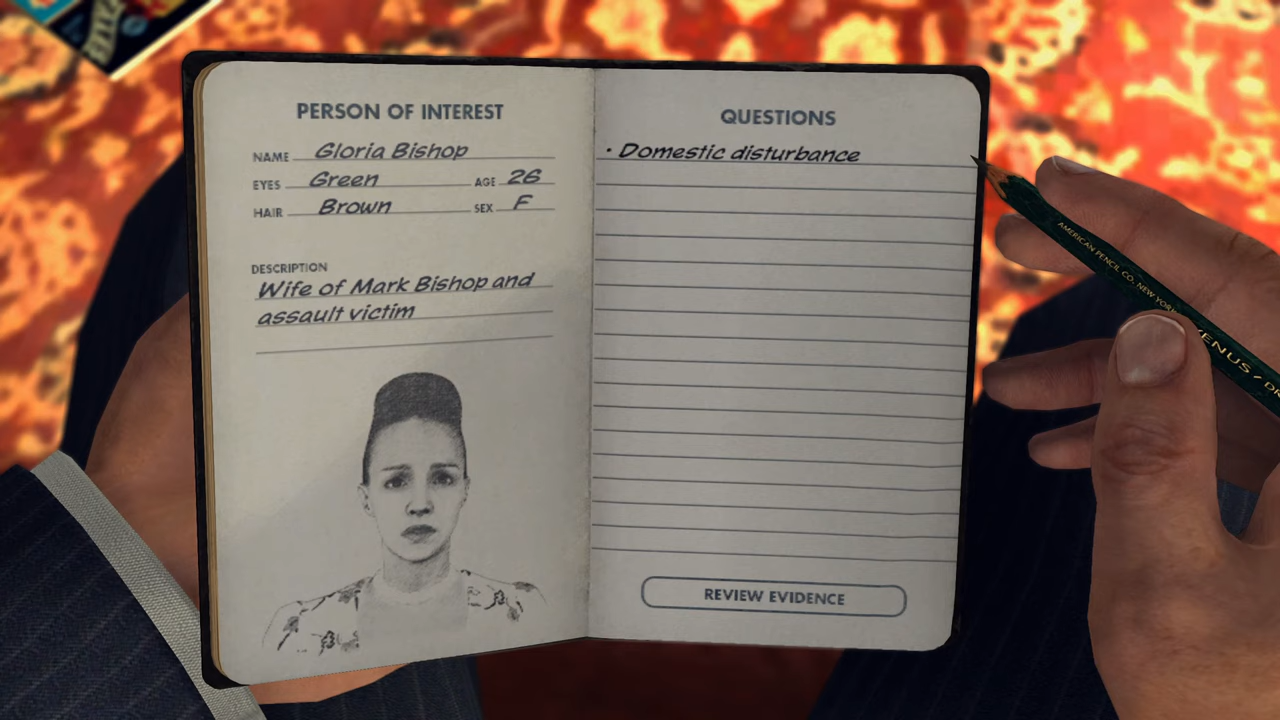 PERSON OF INTEREST
NAME Gloria Bishop
EYES Green AGE 26
HAIR Brown SEX F
DESCRIPTION
Wife of Mark Bishop and
assault victim
QUESTIONS
· Domestic disturbance
REVIEW EVIDENCE
AMERICAN PENCIL CO. NEW YORK
VENUS